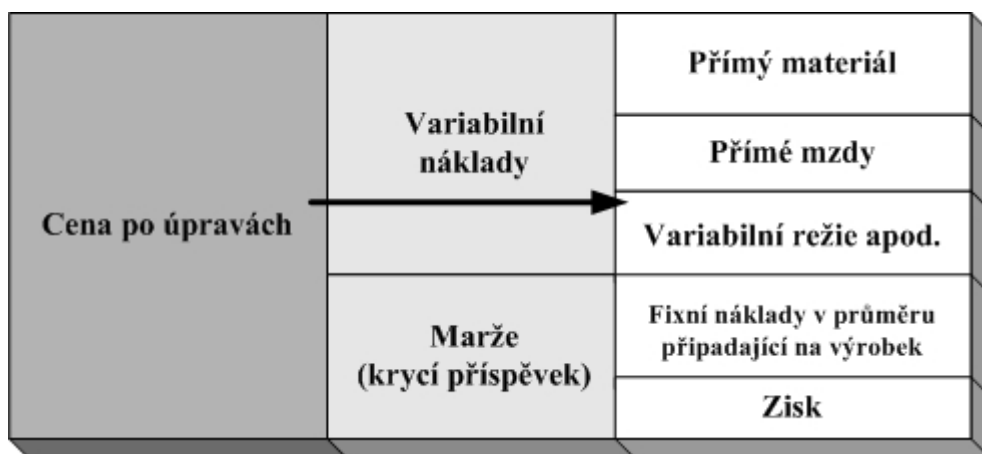 Cena po úpravách
Variabilní
náklady
Marže
(krycí příspěvek)
Přímý materiál
Přímé mzdy
Variabilní režie apod.
Fixní náklady v průměru
připadající na výrobek
Zisk